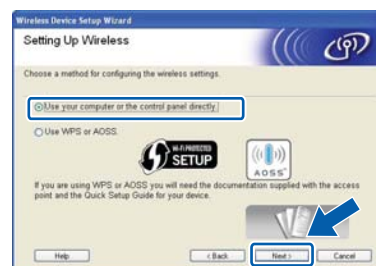 Wireless Device Setup Wizard
Setting Up Wireless
Choose a method for configuring the wireless settings.
Use your computer or the control panel directly.
Use WPS or AOSS.
Wi-Fi PROTECTED
SETUP
AOSS
If you are using WPS or AOSS you will need the documentation supplied with the access
point and the Quick Setup Guide for your device.
Help
< Back
Next >
Cancel